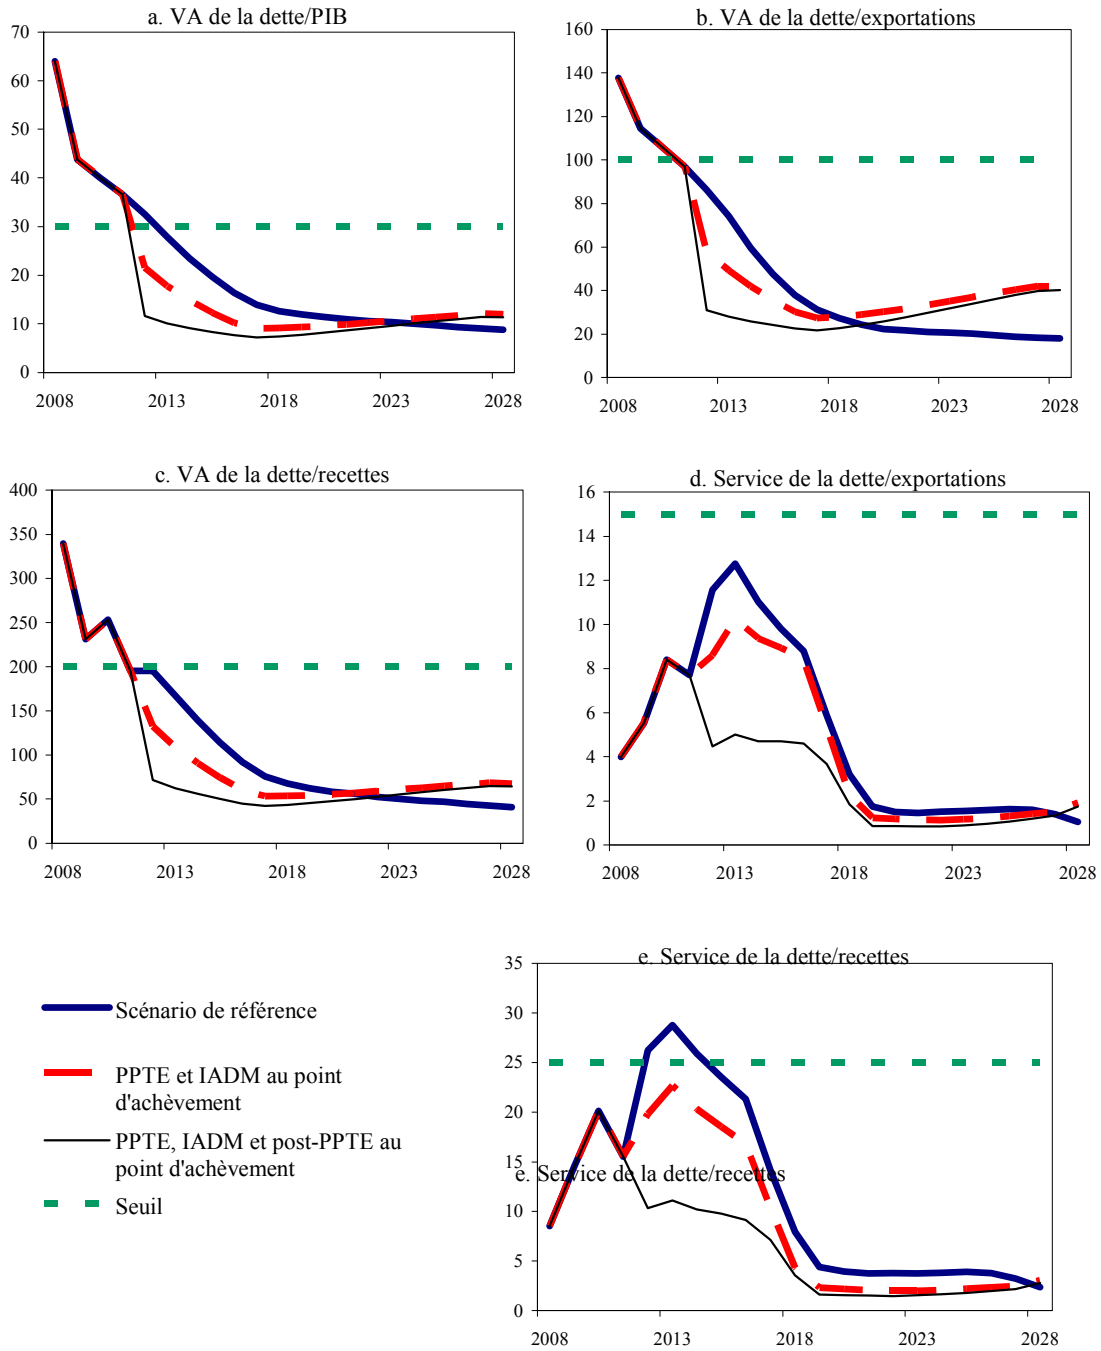 a. VA de la dette/PIB
70
60
50
40
30
20
10
0
2008 2013 2018 2023 2028
b. VA de la dette/exportations
160
140
120
100
80
60
40
20
0
2008 2013 2018 2023 2028
c. VA de la dette/recettes
400
350
300
250
200
150
100
50
0
2008 2013 2018 2023 2028
d. Service de la dette/exportations
16
14
12
10
8
6
4
2
0
2008 2013 2018 2023 2028
Scénario de référence
PPTE et IADM au point
d'achèvement
PPTE, IADM et post-PPTE au
point d'achèvement
Seuil
e. Service de la dette/recettes
35
30
25
20
15
10
5
0
e. Service de la dette/recettes
2008 2013 2018 2023 2028